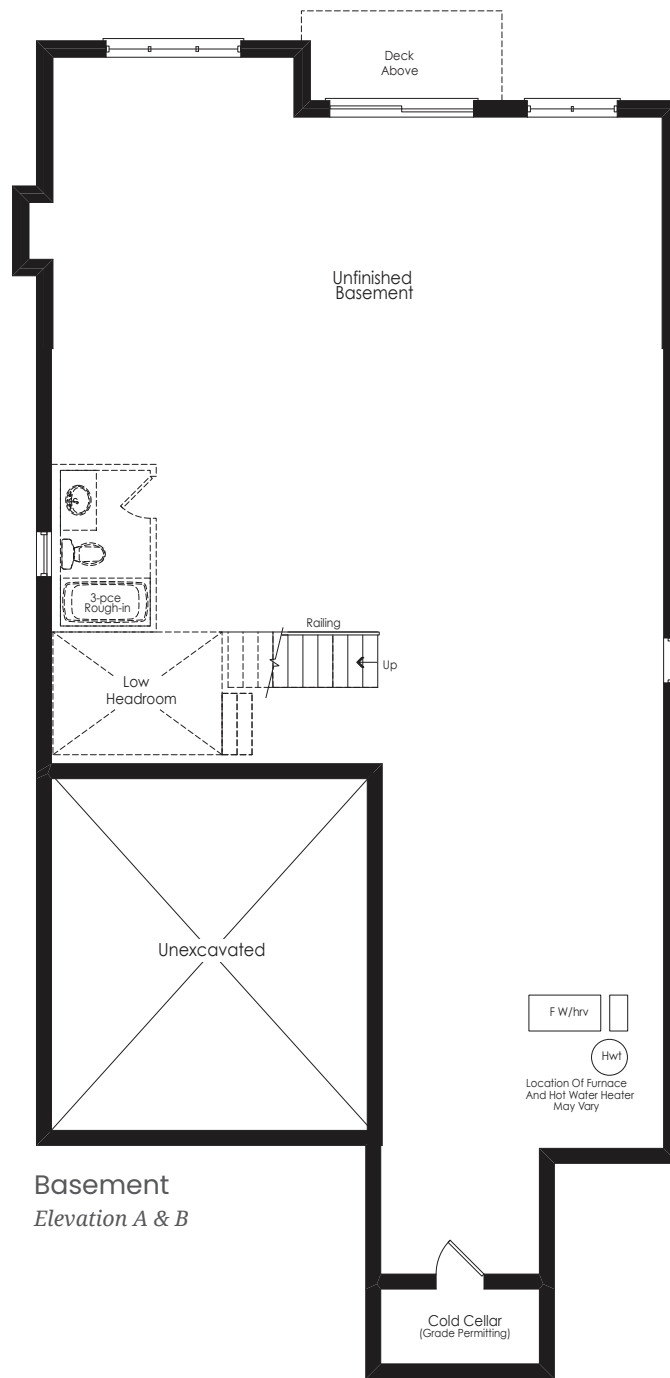 Deck
Above
Unfinished
Basement
3-pce
Rough-in
Railing
Up
Low
Headroom
Unexcavated
F W/hrv
Hwt
Location Of Furnace
And Hot Water Heater
May Vary
Basement
Elevation A & B
Cold Cellar
(Grade Permitting)